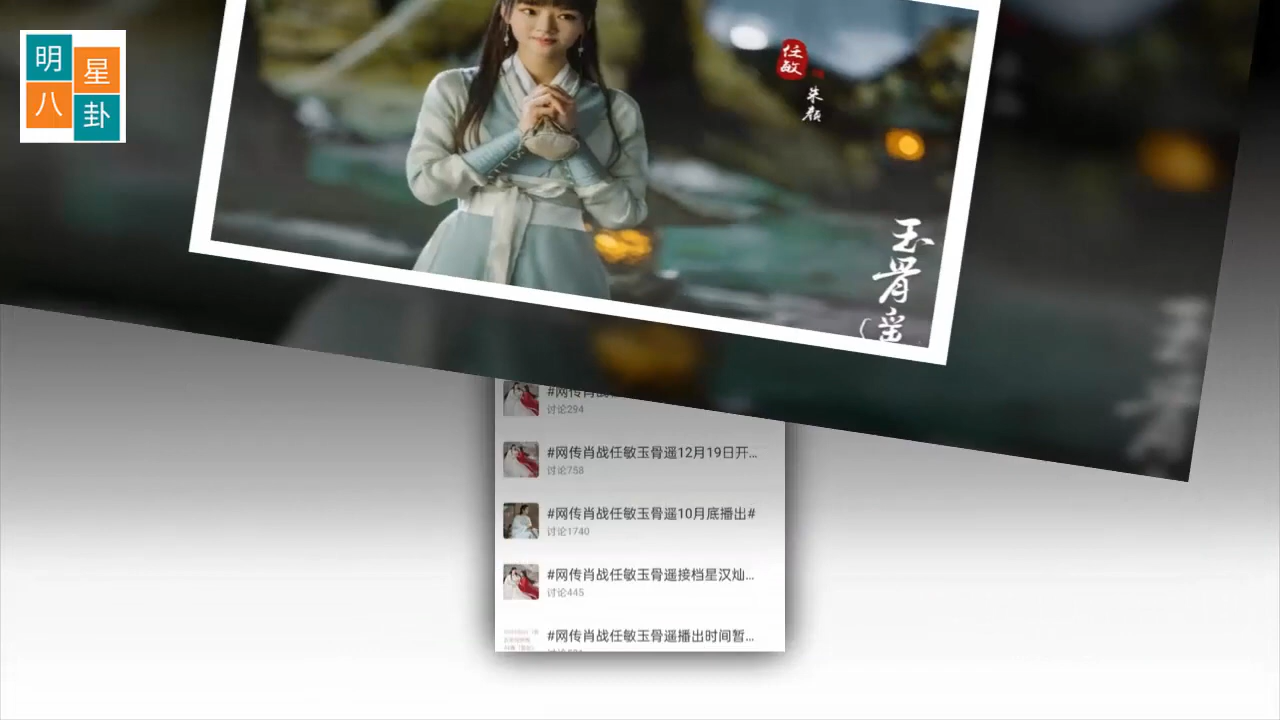 明星
八卦
任敏
朱颜
玉骨遥
讨论294
#网传肖战任敏玉骨遥12月19日开...
讨论758
#网传肖战任敏玉骨遥10月底播出#
讨论1740
#网传肖战任敏玉骨遥接档星汉灿...
讨论445
#网传肖战任敏玉骨遥播出时间暂...